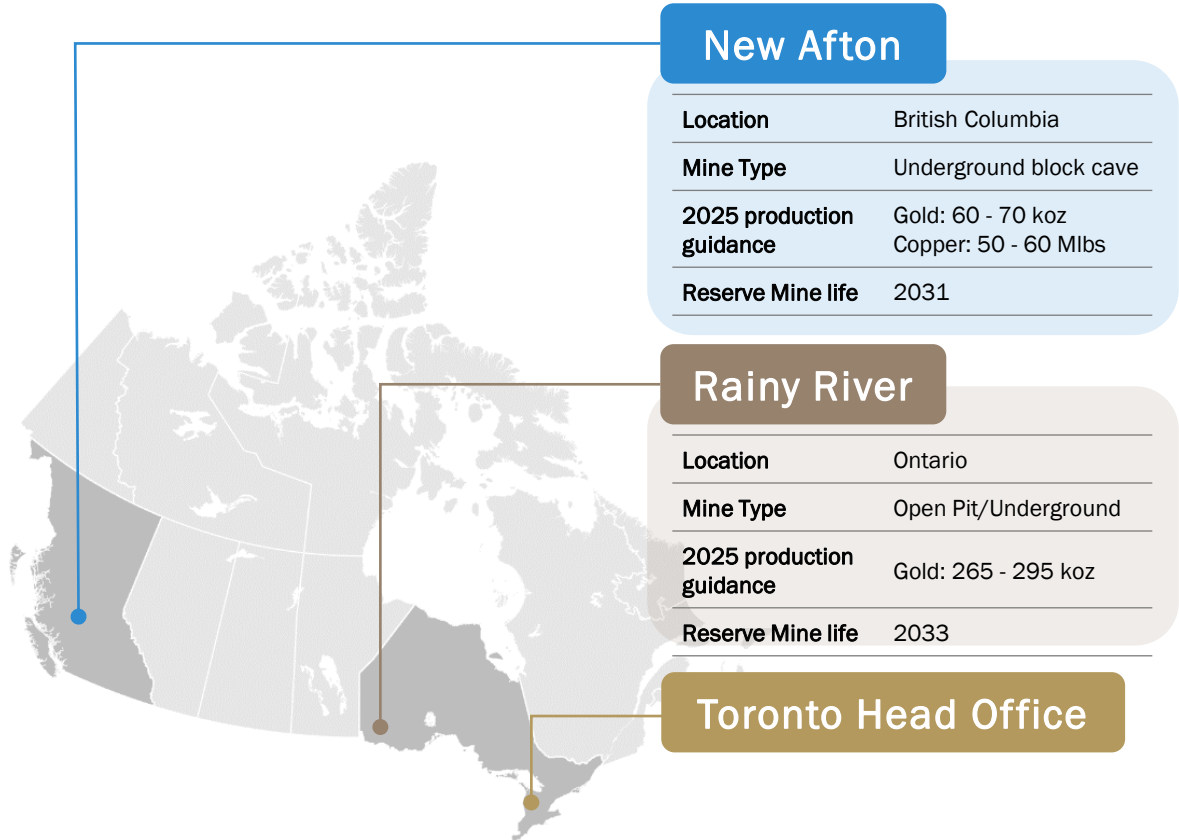 New Afton
Location British Columbia
Mine Type Underground block cave
2025 production guidance Gold: 60 - 70 koz
Copper: 50 - 60 Mlbs
Reserve Mine life 2031
Rainy River
Location Ontario
Mine Type Open Pit/Underground
2025 production
guidance Gold: 265 - 295 koz
Reserve Mine life 2033
Toronto Head Office